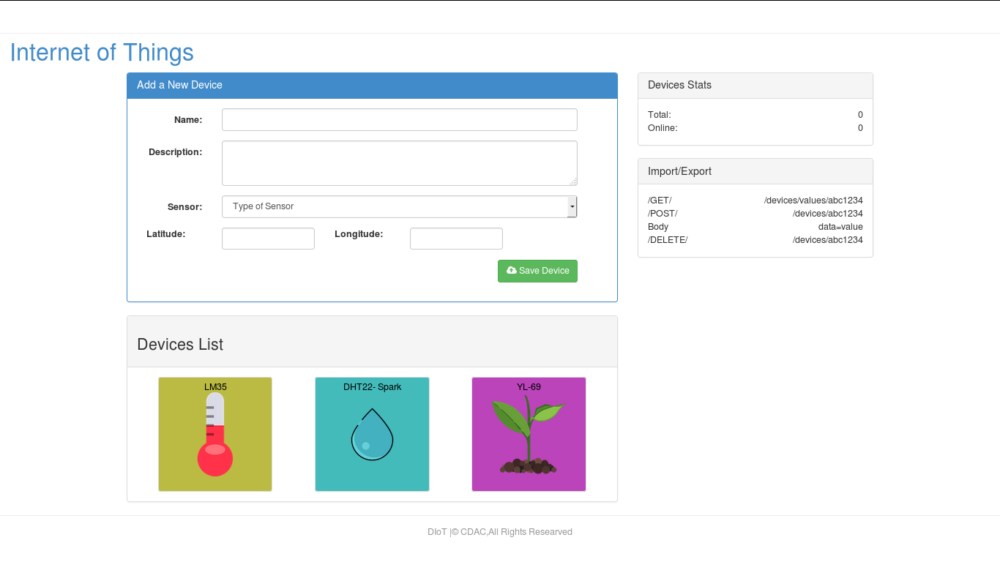 Internet of Things
Add a New Device
Name:
Description:
Sensor: Type of Sensor
Latitude: Longitude:
Save Device
Devices Stats
Total: 0
Online: 0
Import/Export
/GET/ /devices/values/abc1234
/POST/ /devices/abc1234
Body data=value
/DELETE/ /devices/abc1234
Devices List
LM35
DHT22- Spark
YL-69
DIoT |© CDAC,All Rights Researved